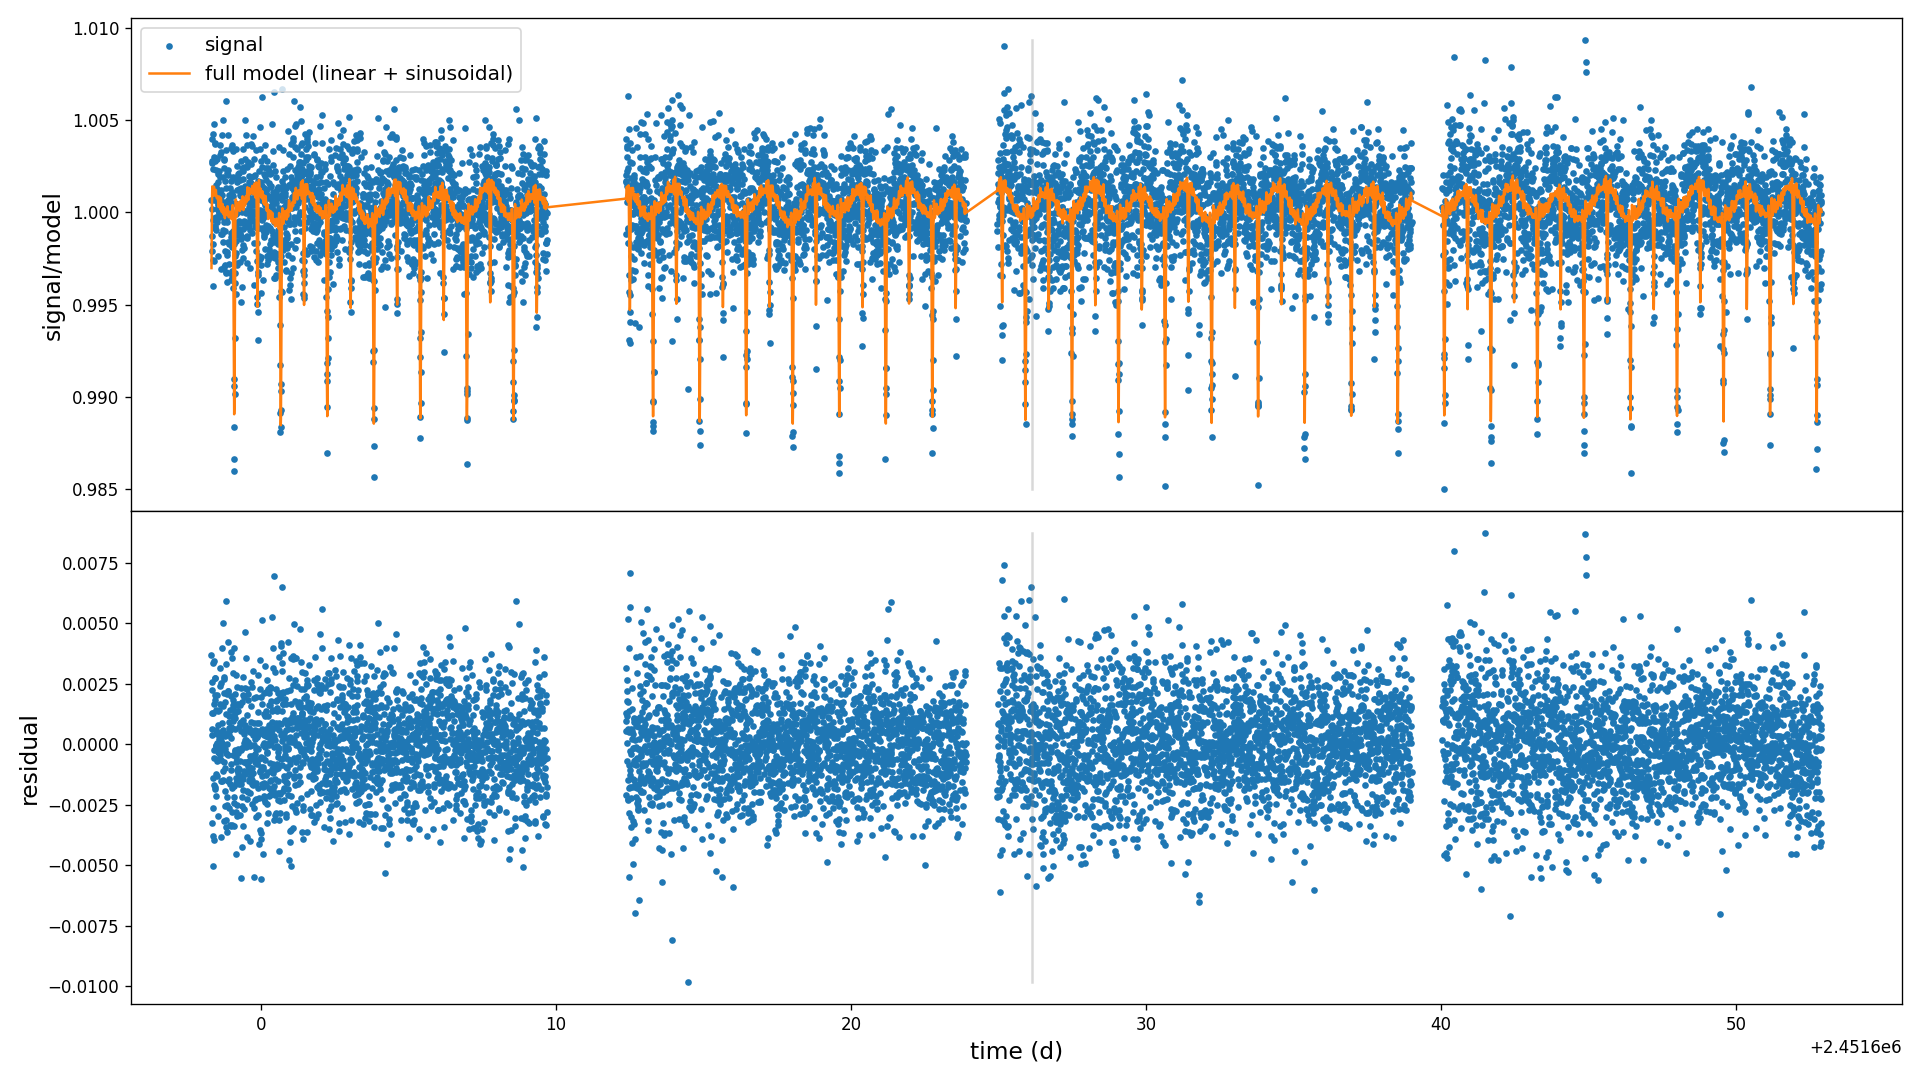 signal
full model (linear + sinusoidal)
signal/model
1.010
1.005
1.000
0.995
0.990
0.985
residual
0.0075
0.0050
0.0025
0.0000
−0.0025
−0.0050
−0.0075
−0.0100
0 10 20 30 40 50
time (d)
+2.4516e6